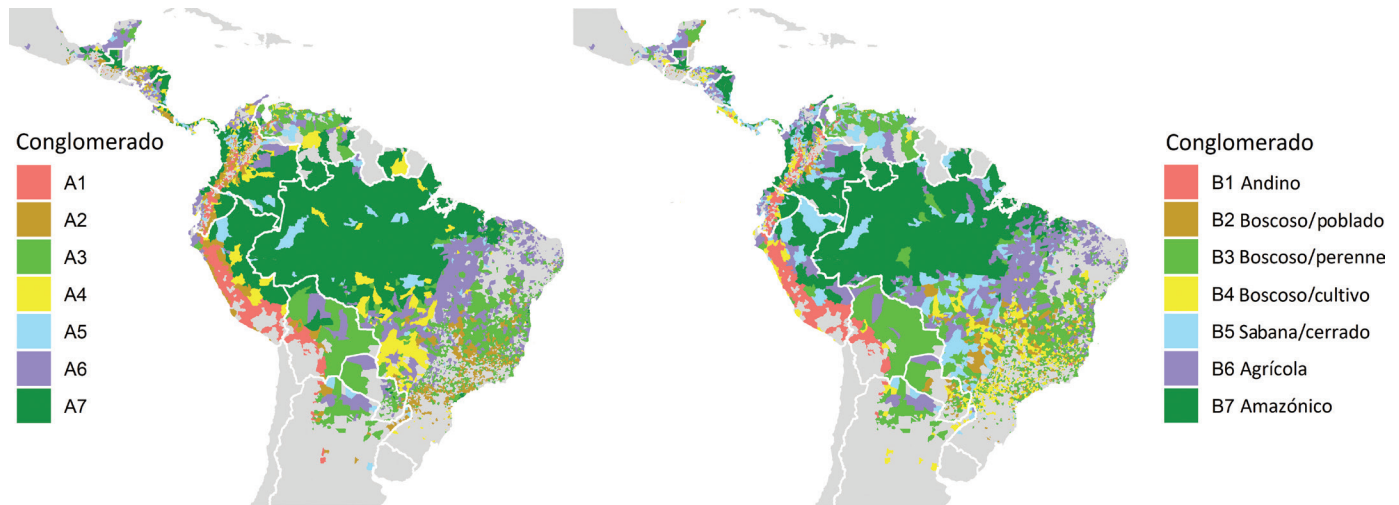 Conglomerado
A1
A2
A3
A4
A5
A6
A7
Conglomerado
B1 Andino
B2 Boscoso/poblado
B3 Boscoso/perenne
B4 Boscoso/cultivo
B5 Sabana/cerrado
B6 Agrícola
B7 Amazónico